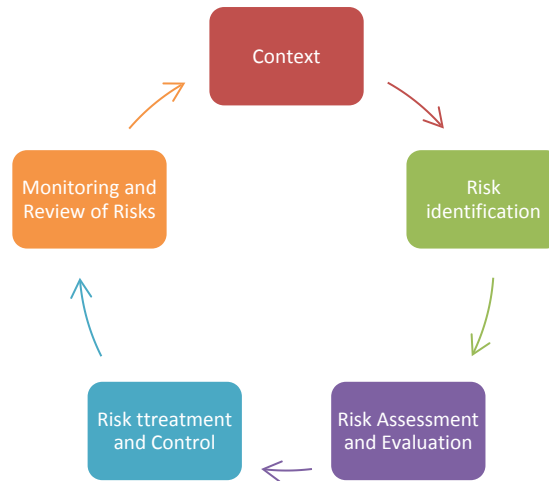 Context
Risk
identification
Risk Assessment
and Evaluation
Risk ttreatment
and Control
Monitoring and
Review of Risks